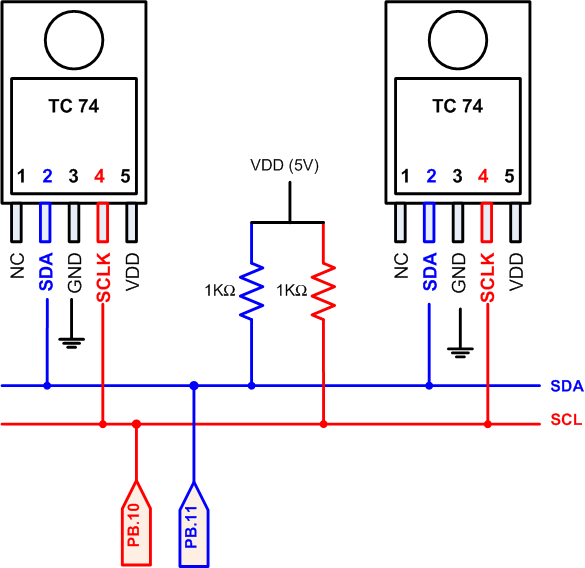 TC 74
1 2 3 4 5
NC SDA GND SCLK VDD
TC 74
1 2 3 4 5
NC SDA GND SCLK VDD
VDD (5V)
1KΩ 1KΩ
SDA
SCL
PB.10 PB.11